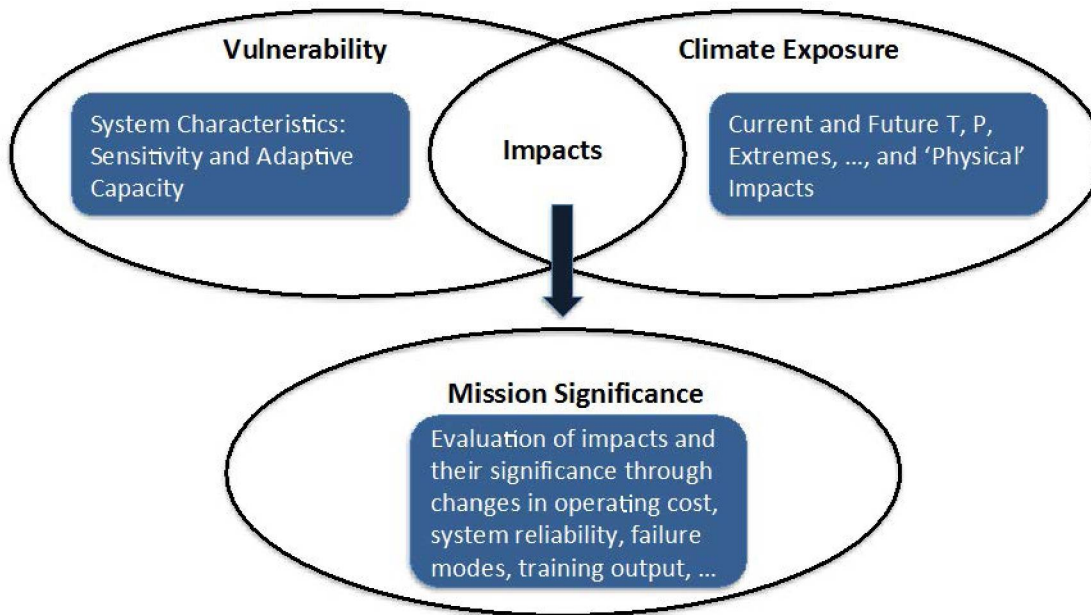 Vulnerability
System Characteristics:
Sensitivity and Adaptive
Capacity
Impacts
Climate Exposure
Current and Future T, P,
Extremes, …, and ‘Physical’
Impacts
Mission Significance
Evaluation of impacts and
their significance through
changes in operating cost,
system reliability, failure
modes, training output, …